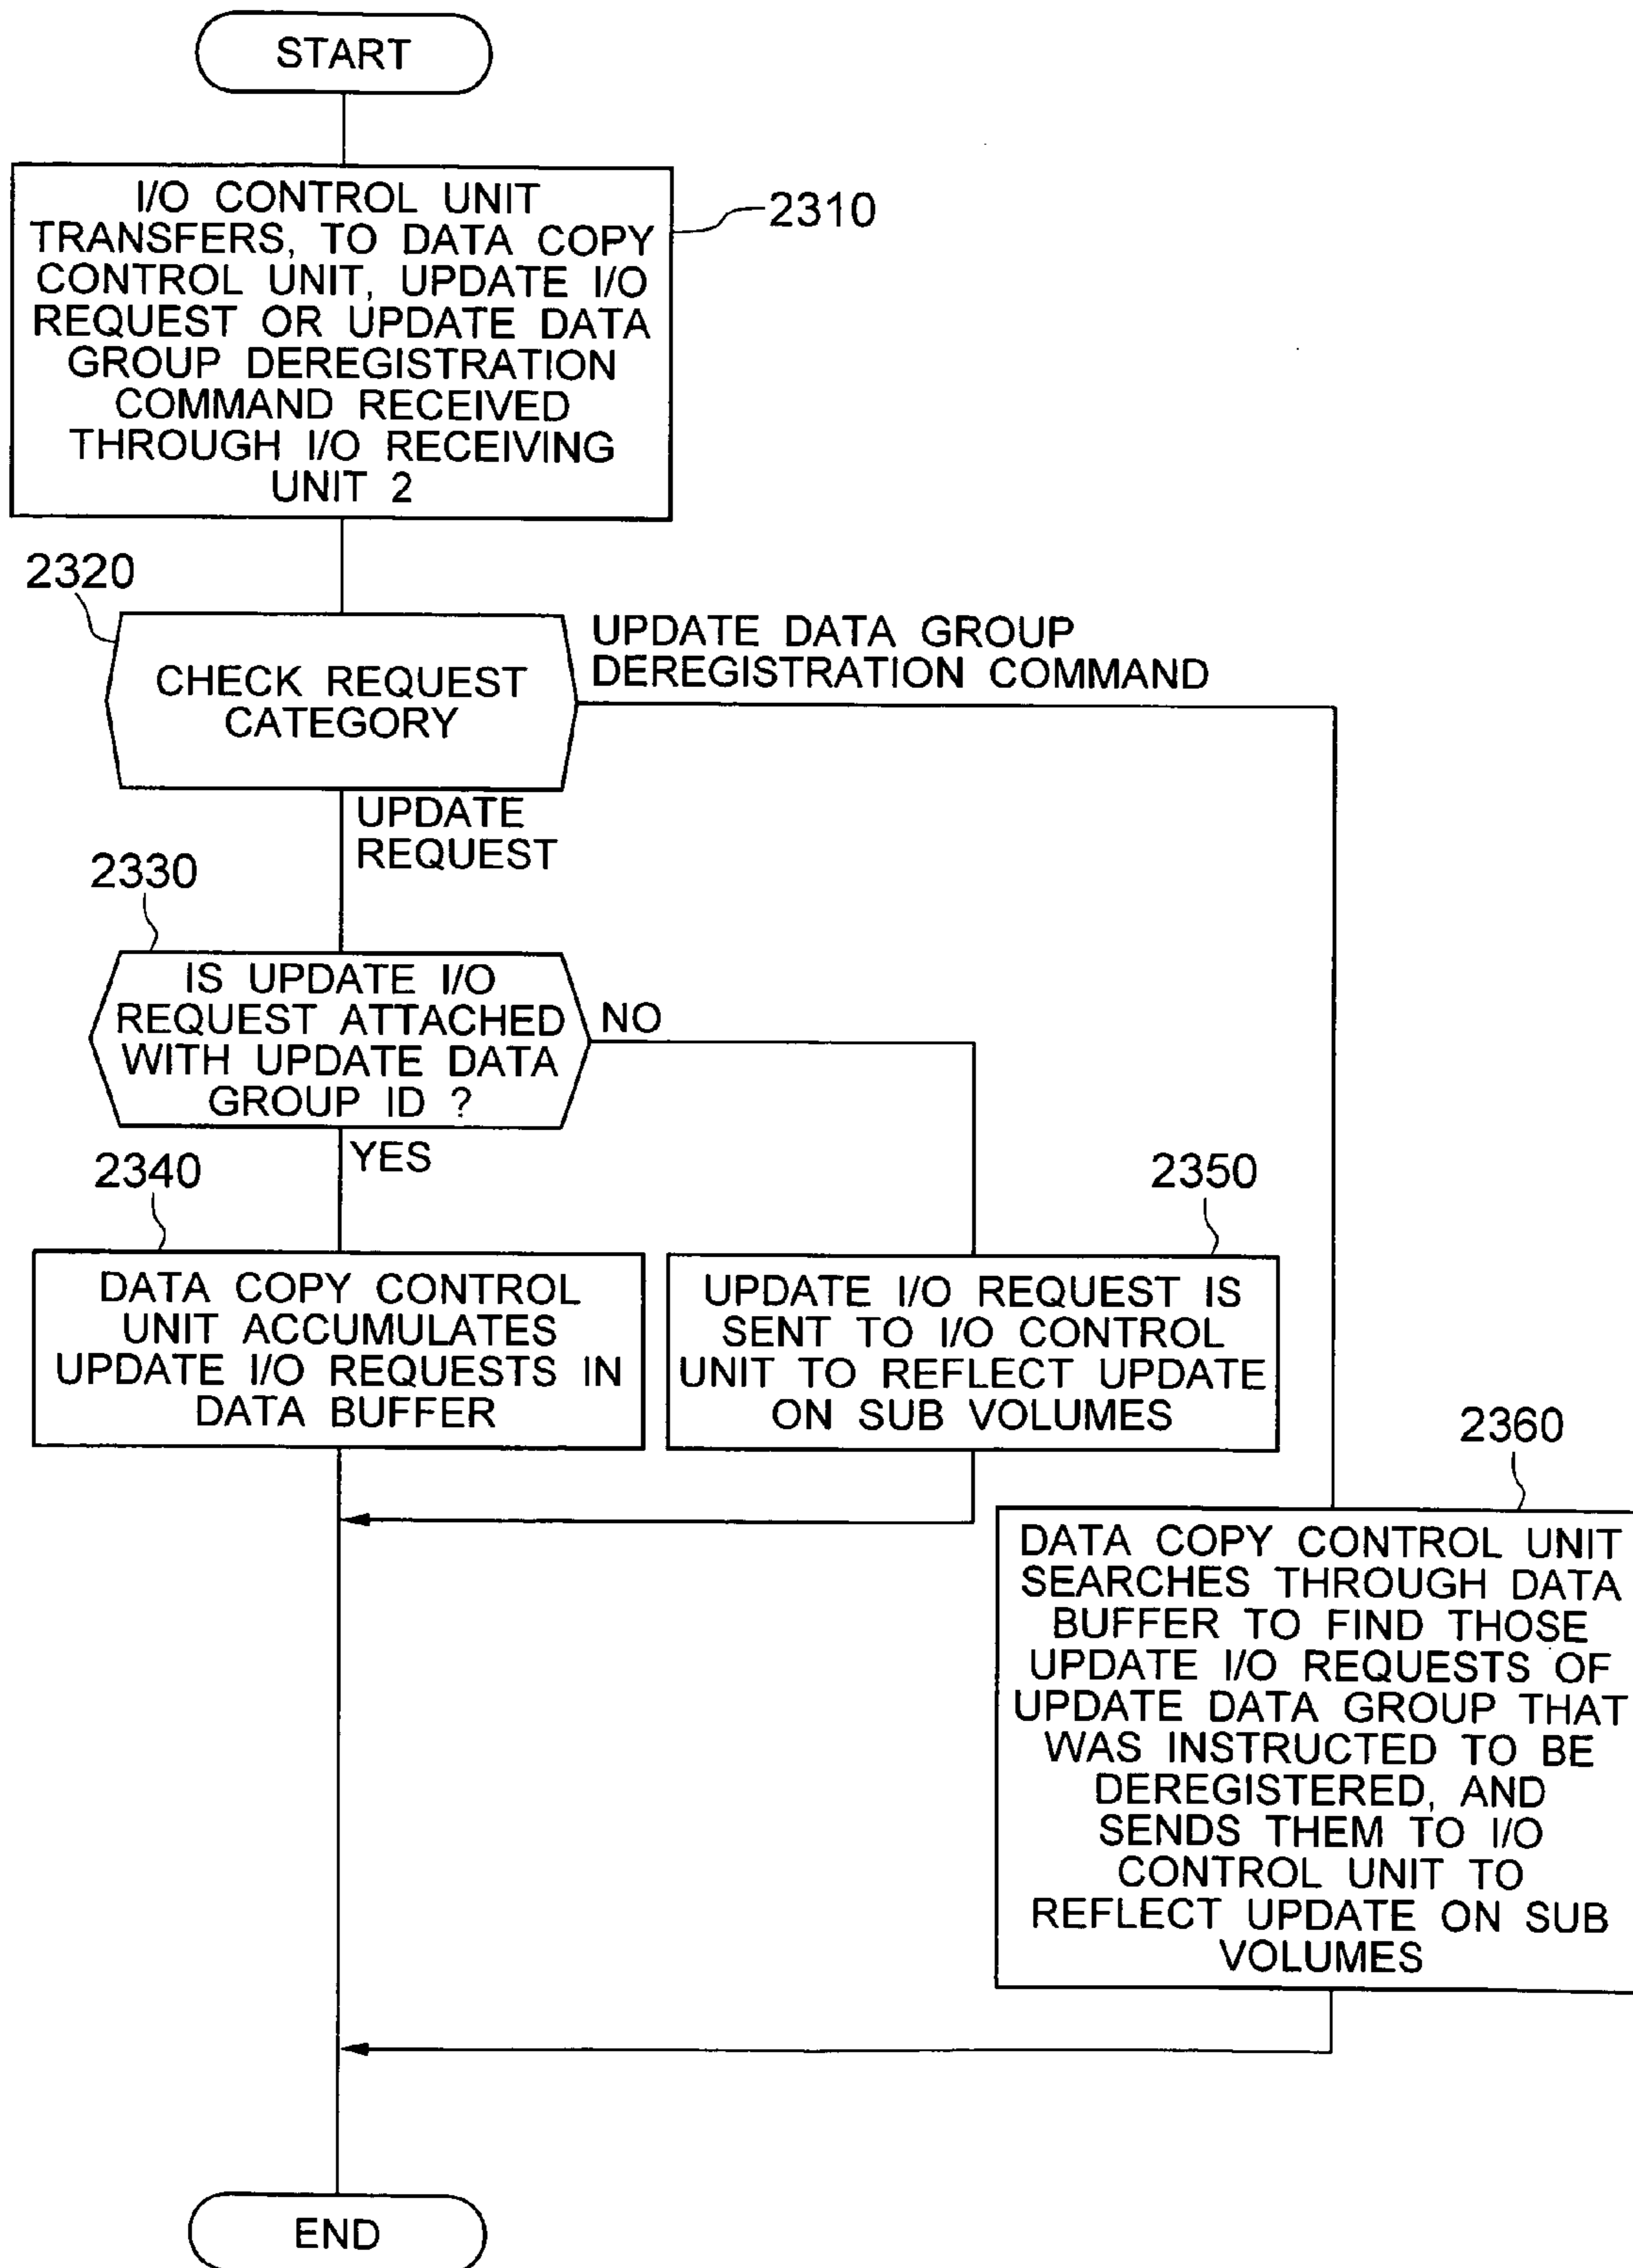 START
I/O CONTROL UNIT
TRANSFERS, TO DATA COPY
CONTROL UNIT, UPDATE I/O
REQUEST OR UPDATE DATA
GROUP DEREGISTRATION
COMMAND RECEIVED
THROUGH I/O RECEIVING
UNIT 2
2310
2320
CHECK REQUEST
CATEGORY
UPDATE DATA GROUP
DEREGISTRATION COMMAND
UPDATE
REQUEST
2330
IS UPDATE I/O
REQUEST ATTACHED
WITH UPDATE DATA
GROUP ID ?
NO
YES
2340
DATA COPY CONTROL
UNIT ACCUMULATES
UPDATE I/O REQUESTS IN
DATA BUFFER
2350
UPDATE I/O REQUEST IS
SENT TO I/O CONTROL
UNIT TO REFLECT UPDATE
ON SUB VOLUMES
2360
DATA COPY CONTROL UNIT
SEARCHES THROUGH DATA
BUFFER TO FIND THOSE
UPDATE I/O REQUESTS OF
UPDATE DATA GROUP THAT
WAS INSTRUCTED TO BE
DEREGISTERED, AND
SENDS THEM TO I/O
CONTROL UNIT TO
REFLECT UPDATE ON SUB
VOLUMES
END